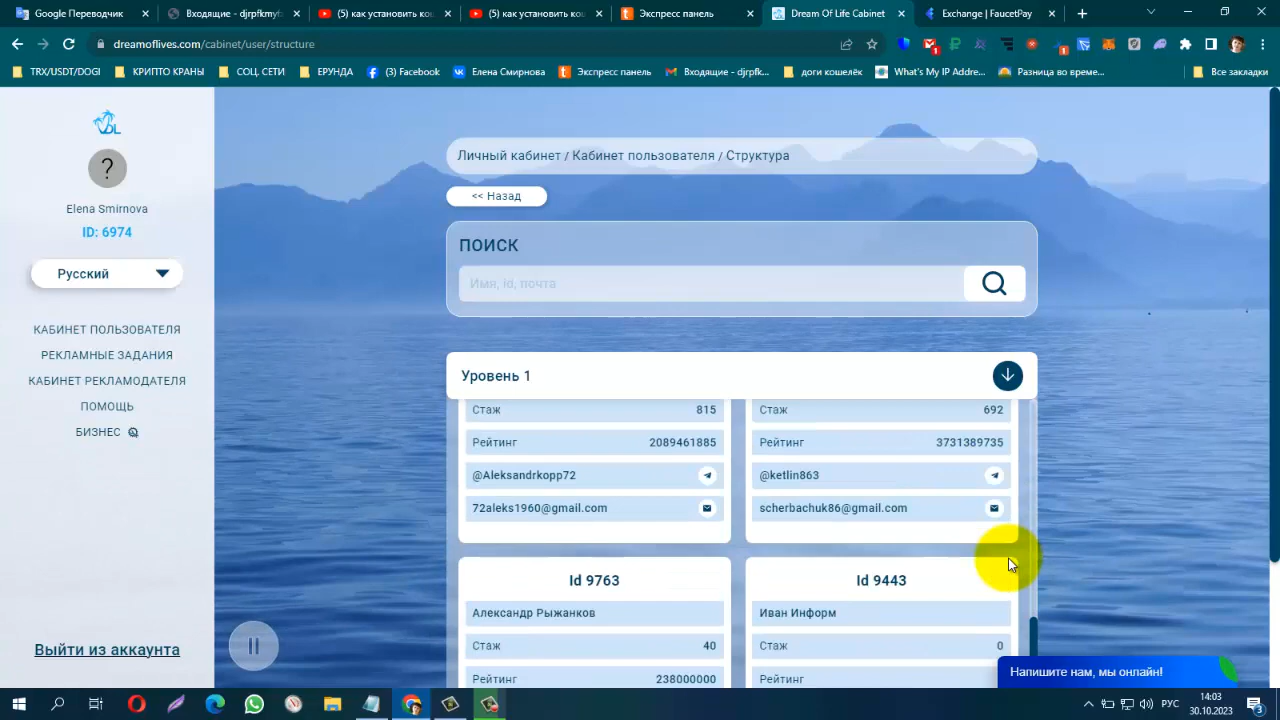 Google Переводчик
Входящие - djrpfkmyf
(5) как установить кош
(5) как установить кош
Экспресс панель
Dream Of Life Cabinet
Exchange | FaucetPay
dreamoflives.com/cabinet/user/structure
TRX/USDT/DOGI
КРИПТО КРАНЫ
СОЦ. СЕТИ
ЕРУНДА
(3) Facebook
Елена Смирнова
Экспресс панель
Входящие - djrpfk...
доги кошелёк
What's My IP Addre...
Разница во време...
Все закладки
DL
?
Elena Smirnova
ID: 6974
Русский
КАБИНЕТ ПОЛЬЗОВАТЕЛЯ
РЕКЛАМНЫЕ ЗАДАНИЯ
КАБИНЕТ РЕКЛАМОДАТЕЛЯ
ПОМОЩЬ
БИЗНЕС
Выйти из аккаунта
Личный кабинет / Кабинет пользователя / Структура
<< Назад
ПОИСК
Имя, id, почта
Уровень 1
Стаж 815
Рейтинг 2089461885
@Aleksandrkopp72
72aleks1960@gmail.com
Стаж 692
Рейтинг 3731389735
@ketlin863
scherbachuk86@gmail.com
Id 9763
Александр Рыжанков
Стаж 40
Рейтинг 238000000
Id 9443
Иван Информ
Стаж 0
Рейтинг
Напишите нам, мы онлайн!
РУС
14:03
30.10.2023
3